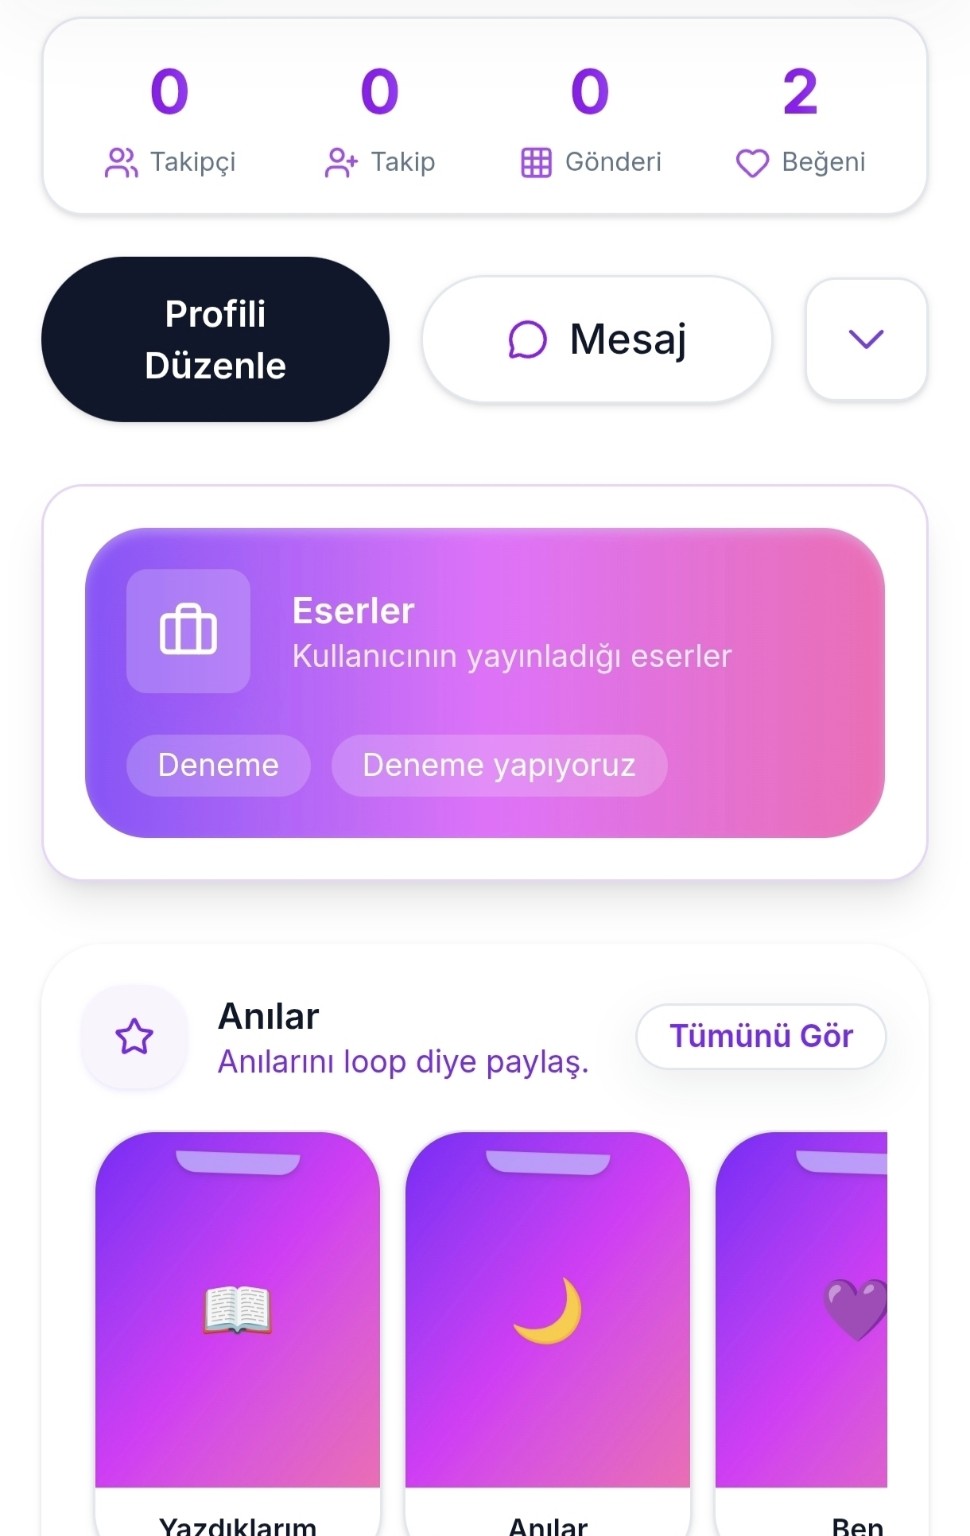 0 0 0 2
Takipçi Takip Gönderi Beğeni
Profili
Düzenle
Mesaj
Eserler
Kullanıcının yayınladığı eserler
Deneme Deneme yapıyoruz
Anılar
Anılarını loop diye paylaş.
Tümünü Gör
Yazdıklarım Anılar Ben